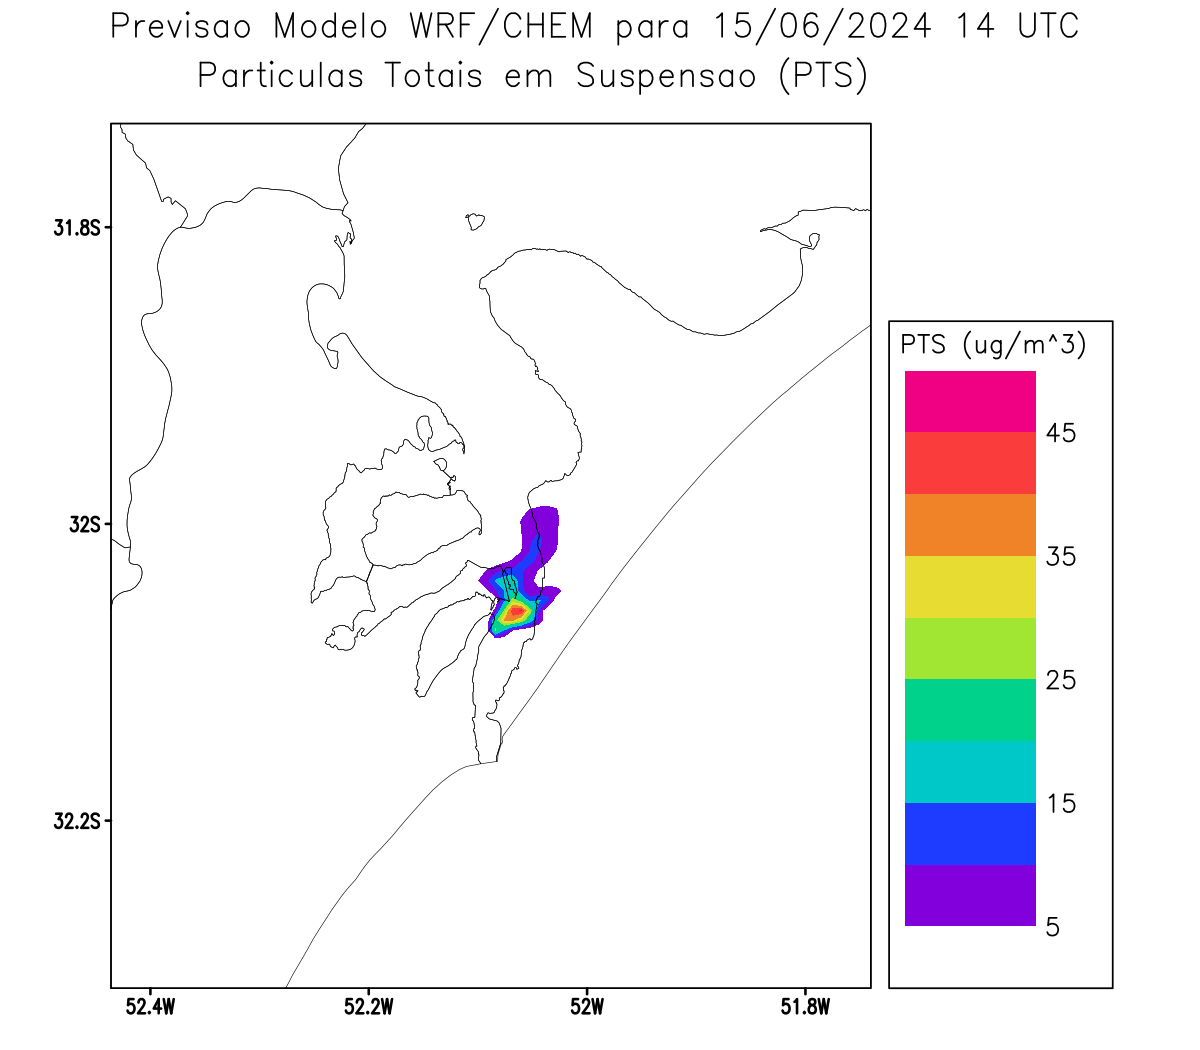 Previsao Modelo WRF/CHEM para 15/06/2024 14 UTC
Particulas Totais em Suspensao (PTS)
31.8S
32S
32.2S
52.4W 52.2W 52W 51.8W
PTS (ug/m^3)
45
35
25
15
5